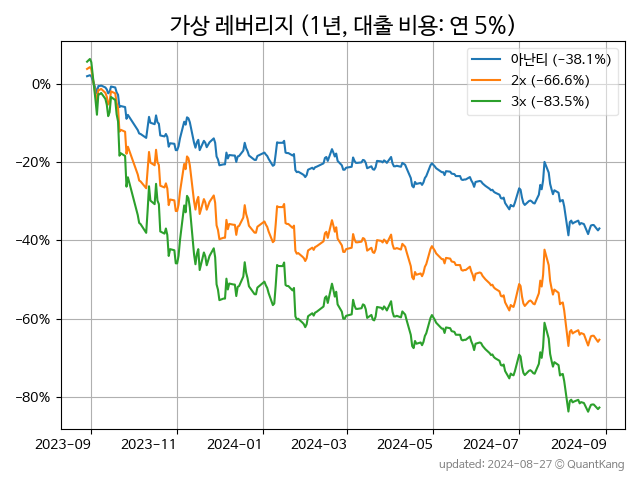 가상 레버리지 (1년, 대출 비용: 연 5%)
아난티 (−38.1%)
2x (−66.6%)
3x (−83.5%)
0%
−20%
−40%
−60%
−80%
2023-09 2023-11 2024-01 2024-03 2024-05 2024-07 2024-09
updated: 2024-08-27 © QuantKang